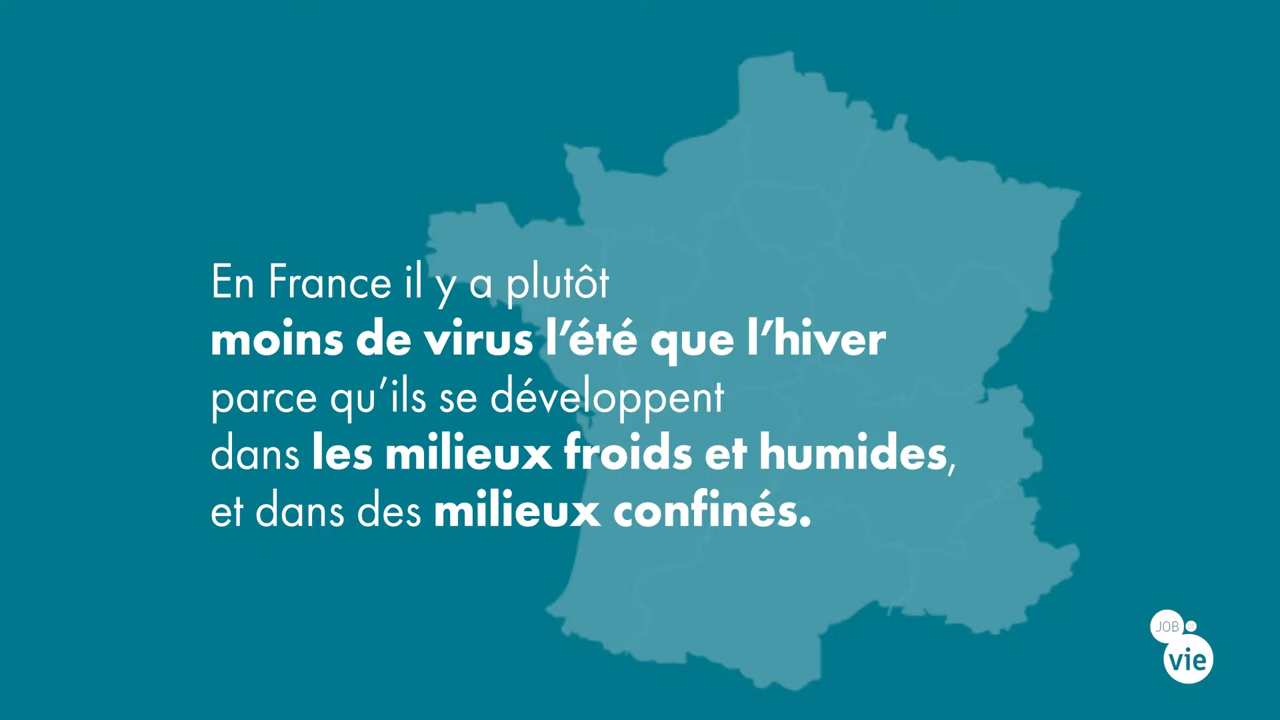 En France il y a plutôt
moins de virus l’été que l’hiver
parce qu’ils se développent
dans les milieux froids et humides,
et dans des milieux confinés.
JOB
vie